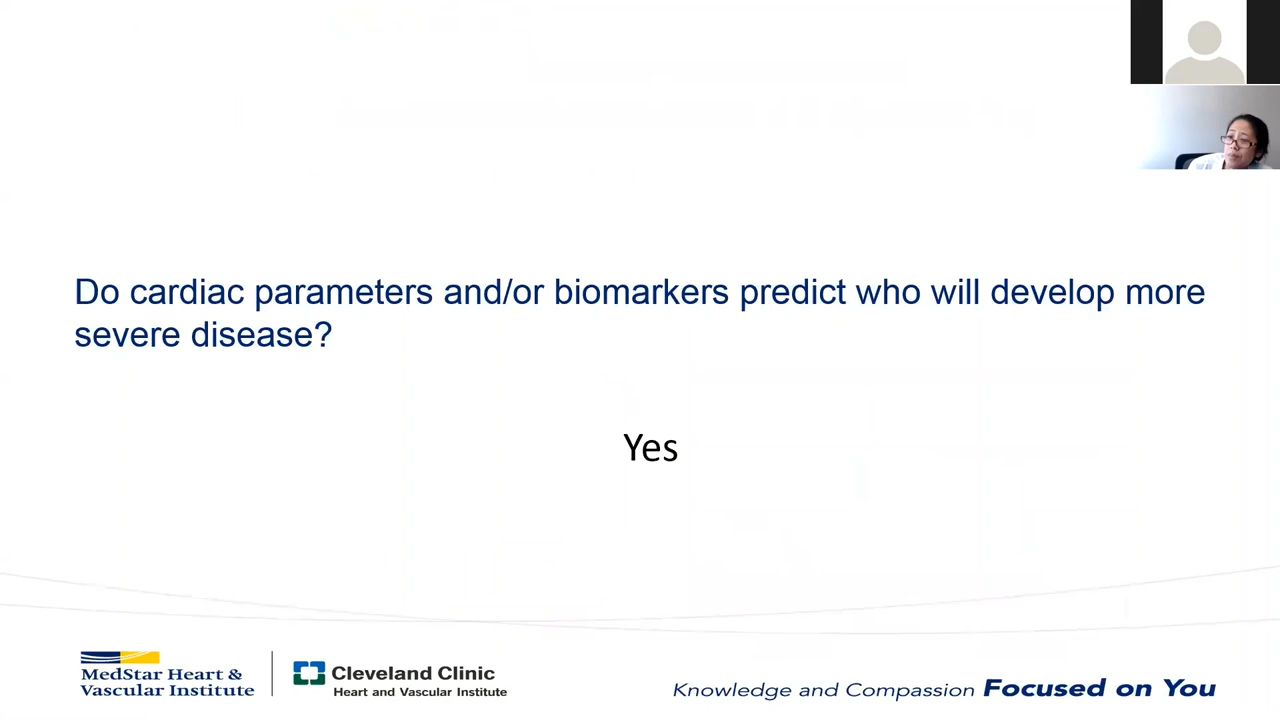 Do cardiac parameters and/or biomarkers predict who will develop more
severe disease?
Yes
MedStar Heart &
Vascular Institute
Cleveland Clinic
Heart and Vascular Institute
Knowledge and Compassion Focused on You